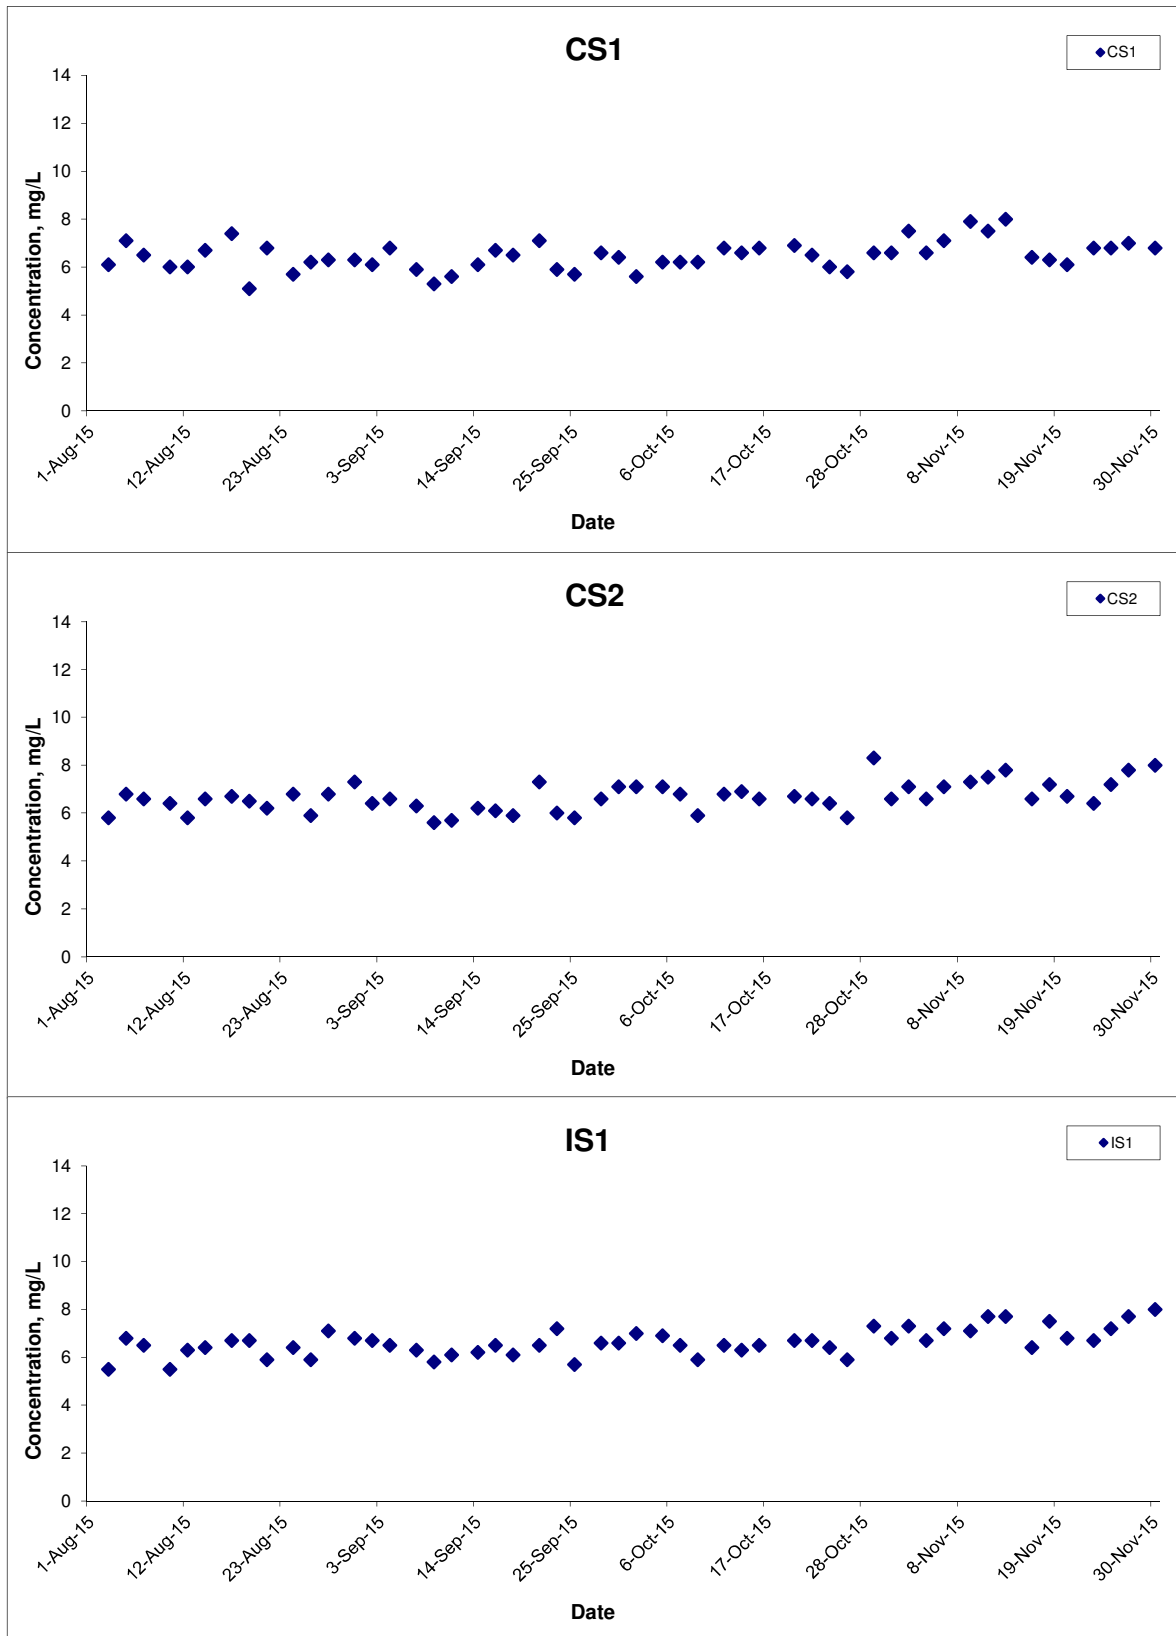 CS1
CS1
14
12
10
8
6
4
2
0
Concentration, mg/L
1-Aug-15
12-Aug-15
23-Aug-15
3-Sep-15
14-Sep-15
25-Sep-15
6-Oct-15
17-Oct-15
28-Oct-15
8-Nov-15
19-Nov-15
30-Nov-15
Date
CS2
CS2
14
12
10
8
6
4
2
0
Concentration, mg/L
1-Aug-15
12-Aug-15
23-Aug-15
3-Sep-15
14-Sep-15
25-Sep-15
6-Oct-15
17-Oct-15
28-Oct-15
8-Nov-15
19-Nov-15
30-Nov-15
Date
IS1
IS1
14
12
10
8
6
4
2
0
Concentration, mg/L
1-Aug-15
12-Aug-15
23-Aug-15
3-Sep-15
14-Sep-15
25-Sep-15
6-Oct-15
17-Oct-15
28-Oct-15
8-Nov-15
19-Nov-15
30-Nov-15
Date